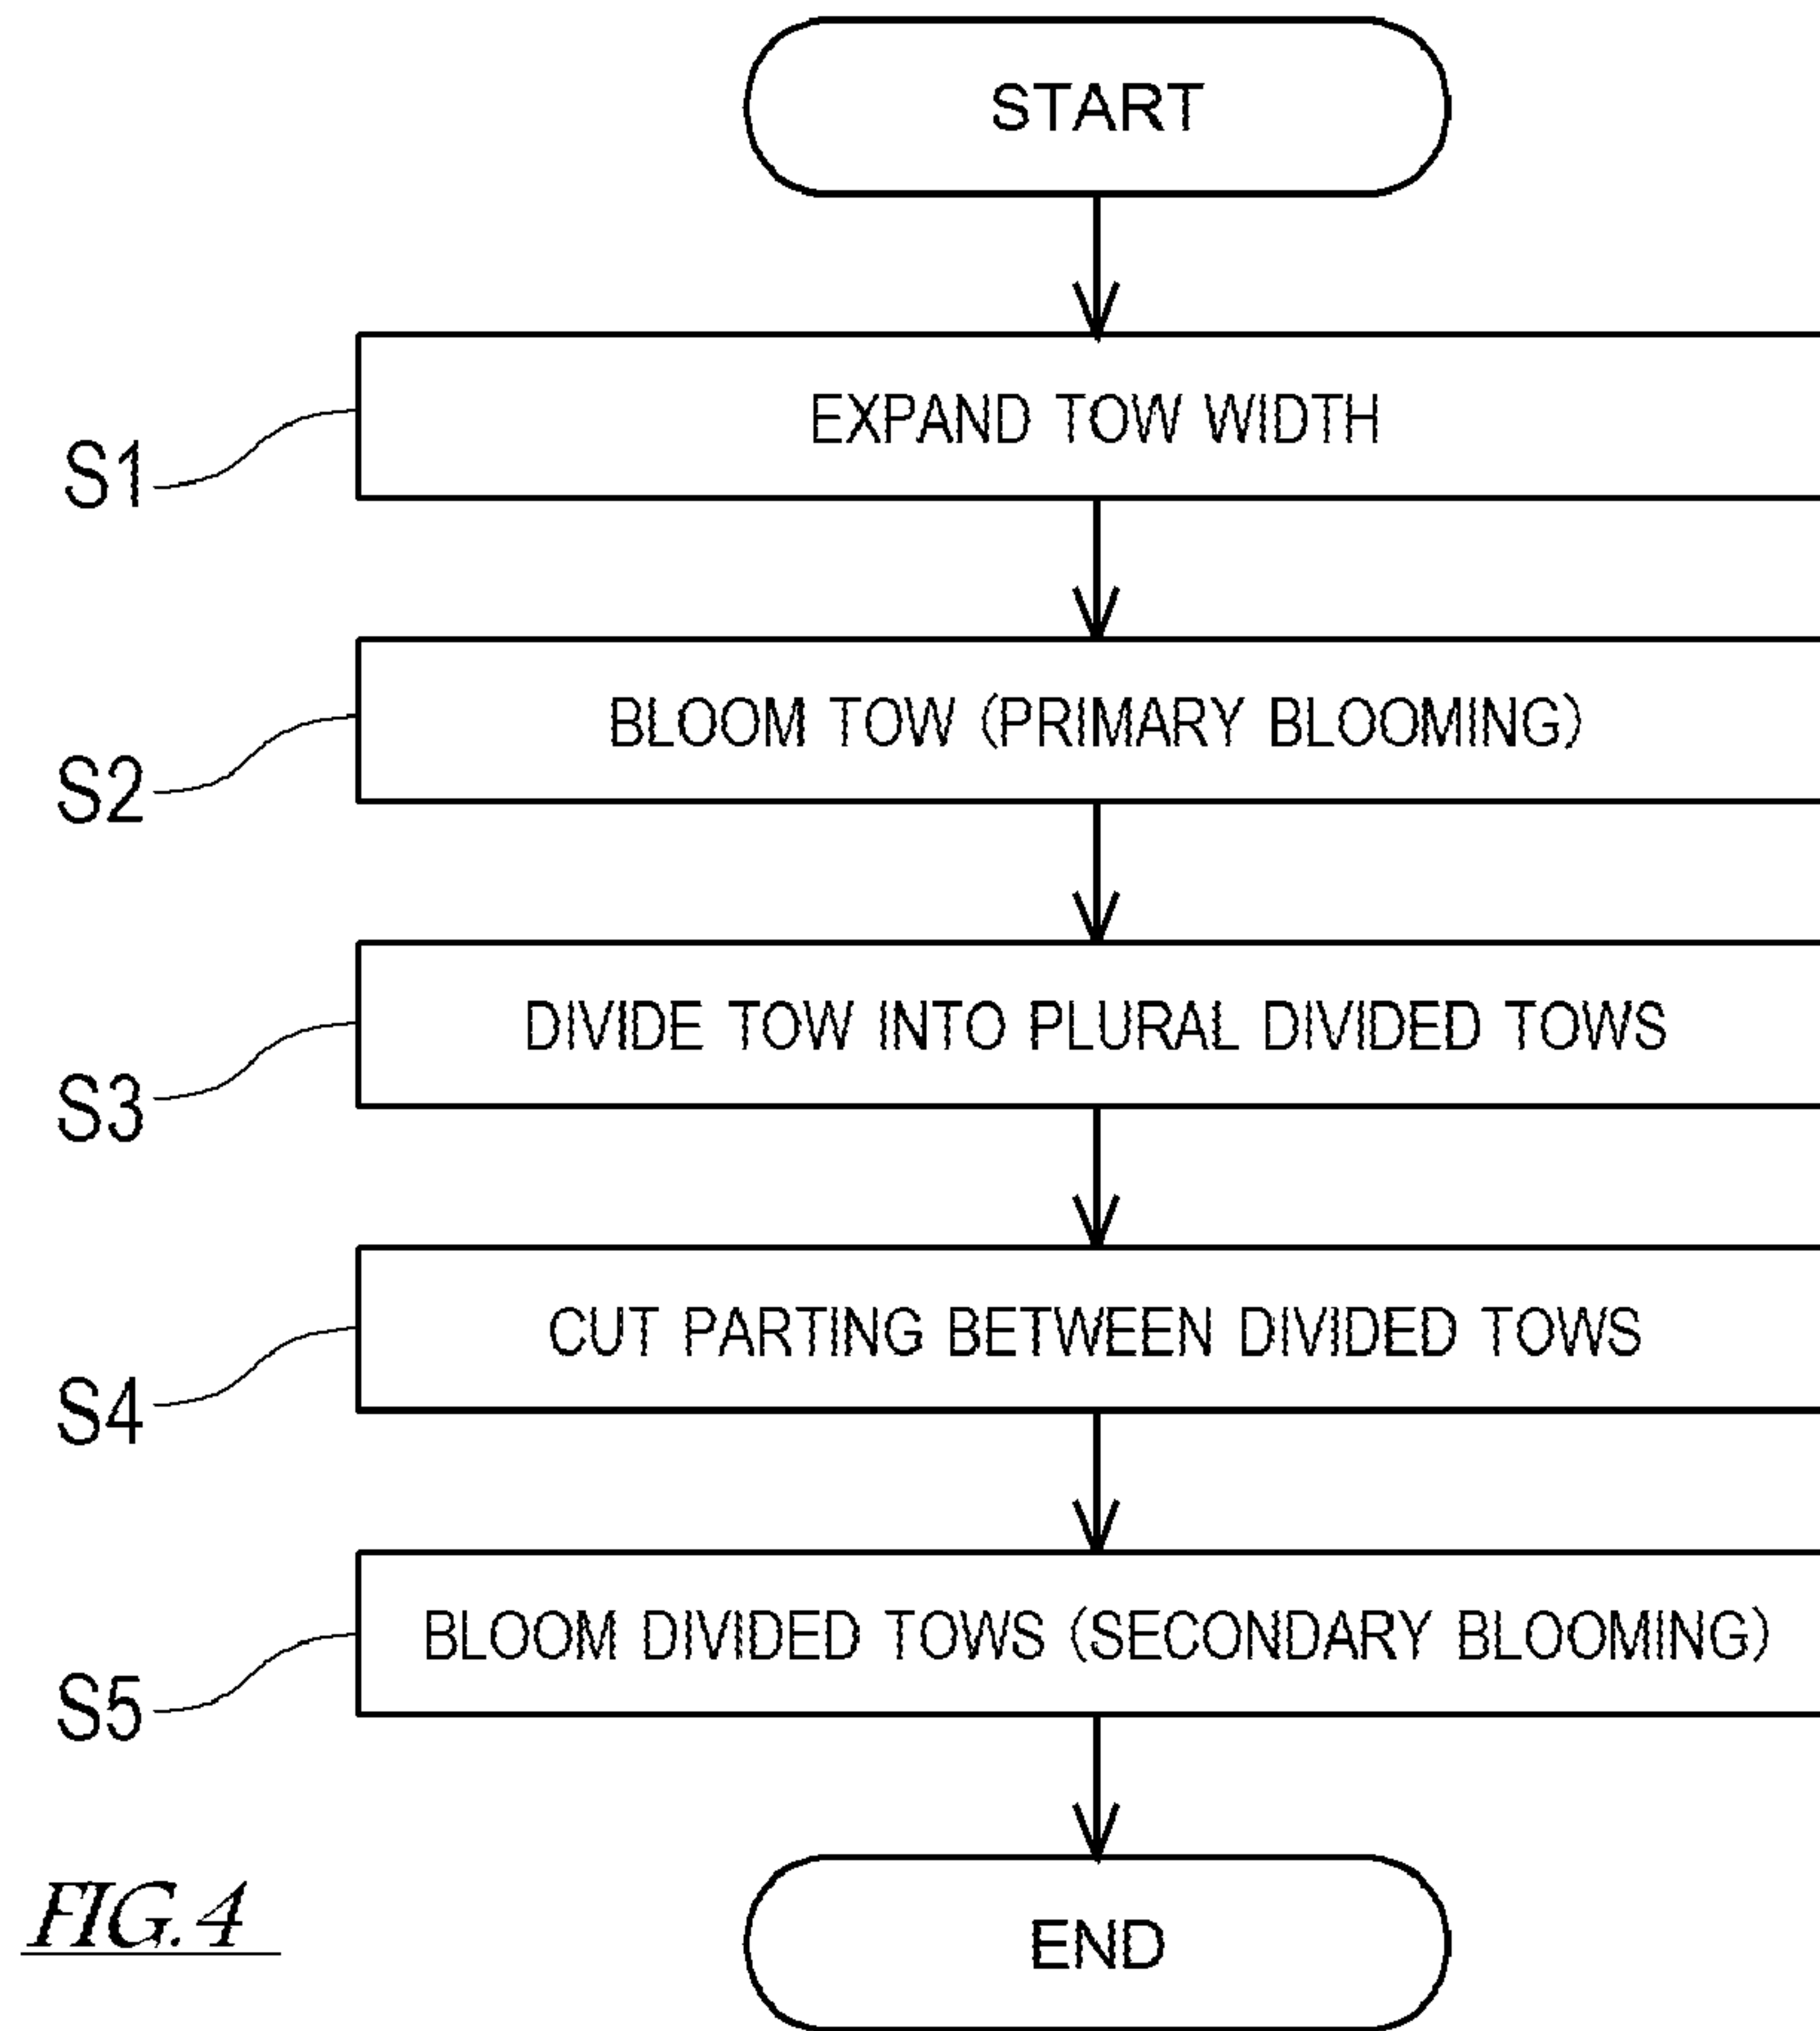 START
EXPAND TOW WIDTH
S1
BLOOM TOW (PRIMARY BLOOMING)
S2
DIVIDE TOW INTO PLURAL DIVIDED TOWS
S3
CUT PARTING BETWEEN DIVIDED TOWS
S4
BLOOM DIVIDED TOWS (SECONDARY BLOOMING)
S5
END
FIG. 4